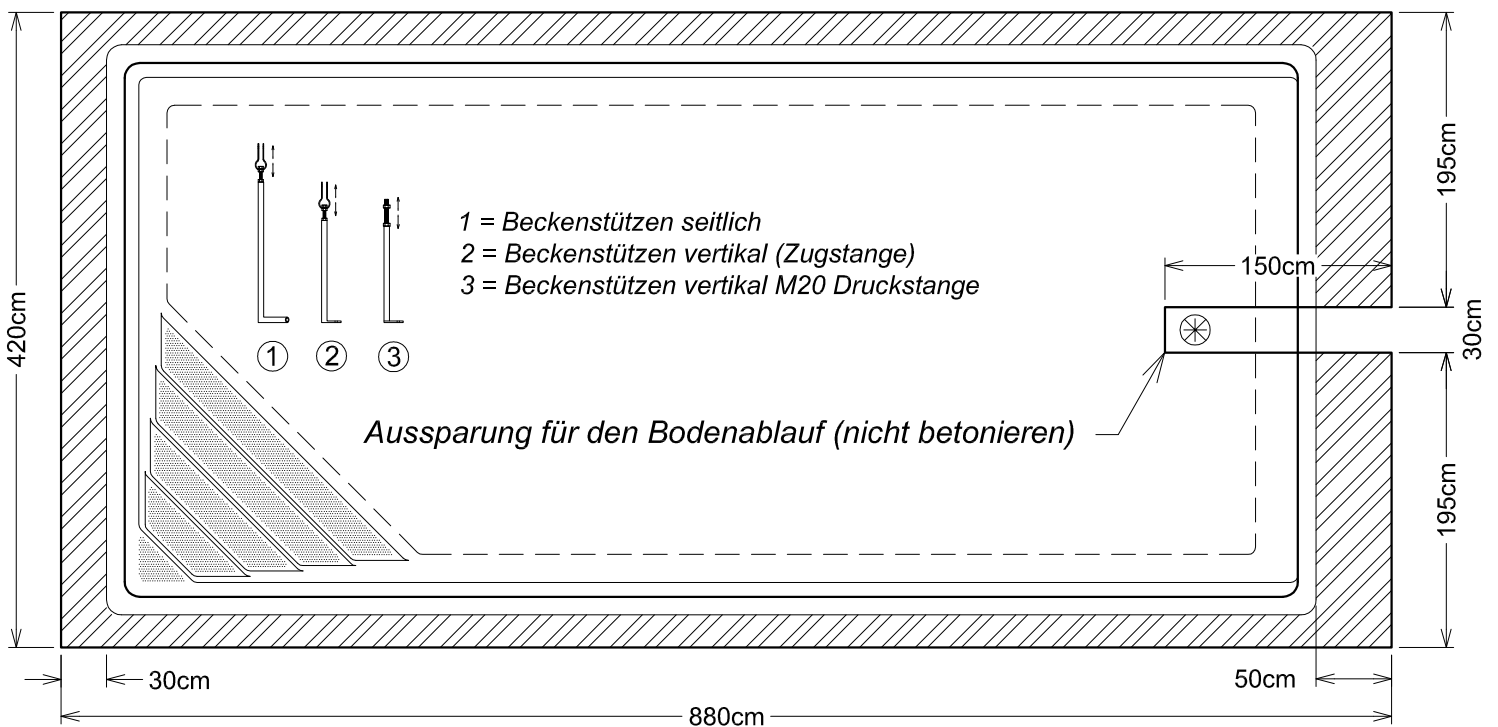 195cm
1 = Beckenstützen seitlich
2 = Beckenstützen vertikal (Zugstange)
3 = Beckenstützen vertikal M20 Druckstange
150cm
420cm
30cm
1
2
3
Aussparung für den Bodenablauf (nicht betonieren)
195cm
30cm
50cm
880cm